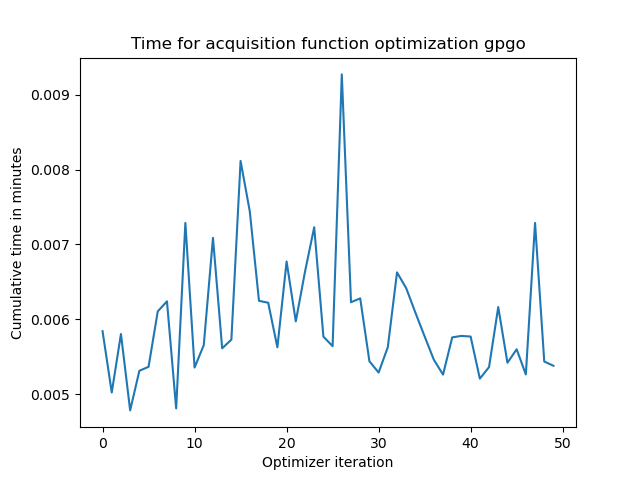 Time for acquisition function optimization gpgo
0.009
0.008
0.007
0.006
0.005
Cumulative time in minutes
0 10 20 30 40 50
Optimizer iteration